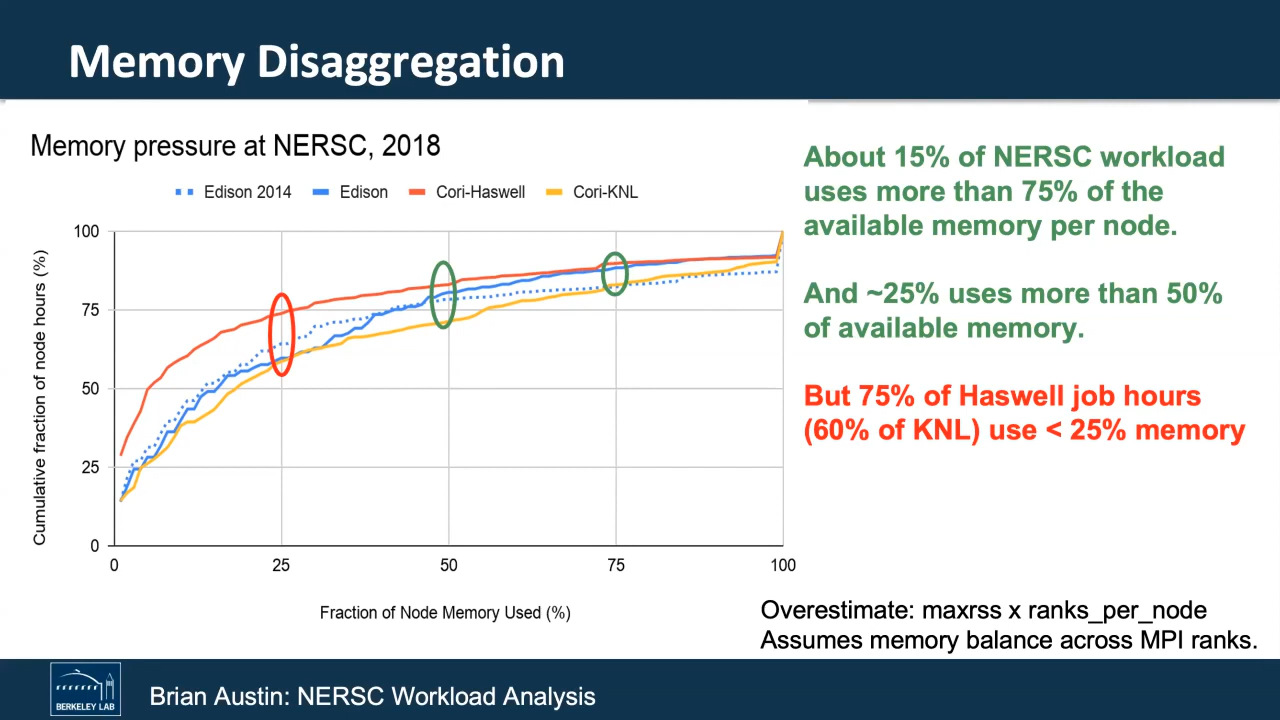 Memory Disaggregation
Memory pressure at NERSC, 2018
Edison 2014 Edison Cori-Haswell Cori-KNL
Cumulative fraction of node hours (%)
100
75
50
25
0
0 25 50 75 100
Fraction of Node Memory Used (%)
About 15% of NERSC workload
uses more than 75% of the
available memory per node.
And ~25% uses more than 50%
of available memory.
But 75% of Haswell job hours
(60% of KNL) use < 25% memory
Overestimate: maxrss x ranks_per_node
Assumes memory balance across MPI ranks.
BERKELEY LAB
Brian Austin: NERSC Workload Analysis